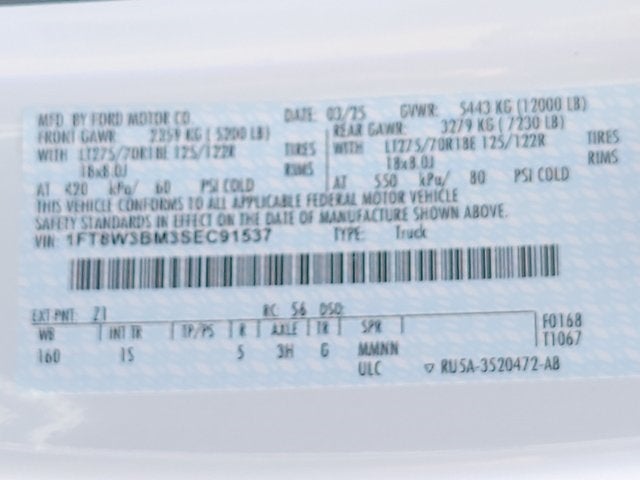 MFD. BY FORD MOTOR CO. DATE: 03/25 GVWR: 5443 KG (12000 LB)
FRONT GAWR: 2359 KG (5200 LB) REAR GAWR: 3279 KG (7230 LB)
WITH LT275/70R18E 125/122R TIRES WITH LT275/70R18E 125/122R TIRES
18x8.0J RIMS 18x8.0J RIMS
AT 420 kPa/ 60 PSI COLD AT 550 kPa/ 80 PSI COLD
THIS VEHICLE CONFORMS TO ALL APPLICABLE FEDERAL MOTOR VEHICLE
SAFETY STANDARDS IN EFFECT ON THE DATE OF MANUFACTURE SHOWN ABOVE.
VIN: 1FT8W3BM3SEC91537 TYPE: Truck
EXT PNT: Z1 RC: 56 DSO:
WB INT TR TP/PS R AXLE TR SPR F0168
160 1S 5 3H G MMNN T1067
ULC ▽ RU5A-3520472-AB